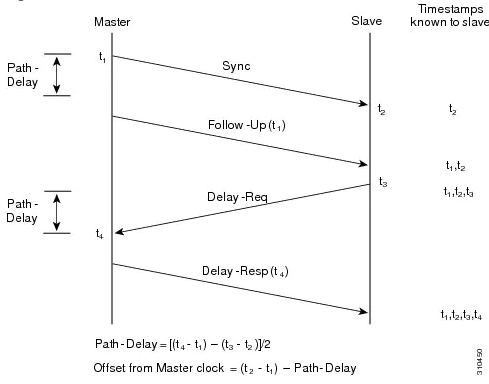 Master
Slave
Timestamps
known to slave
t₁
Path-
Delay
Sync
t₂
t₂
Follow-Up(t₁)
t₁,t₂
t₃
t₁,t₂,t₃
Delay-Req
Path-
Delay
t₄
Delay-Resp(t₄)
t₁,t₂,t₃,t₄
Path-Delay = [(t₄ - t₁) – (t₃ - t₂)]/2
Offset from Master clock = (t₂ - t₁) – Path-Delay
310450